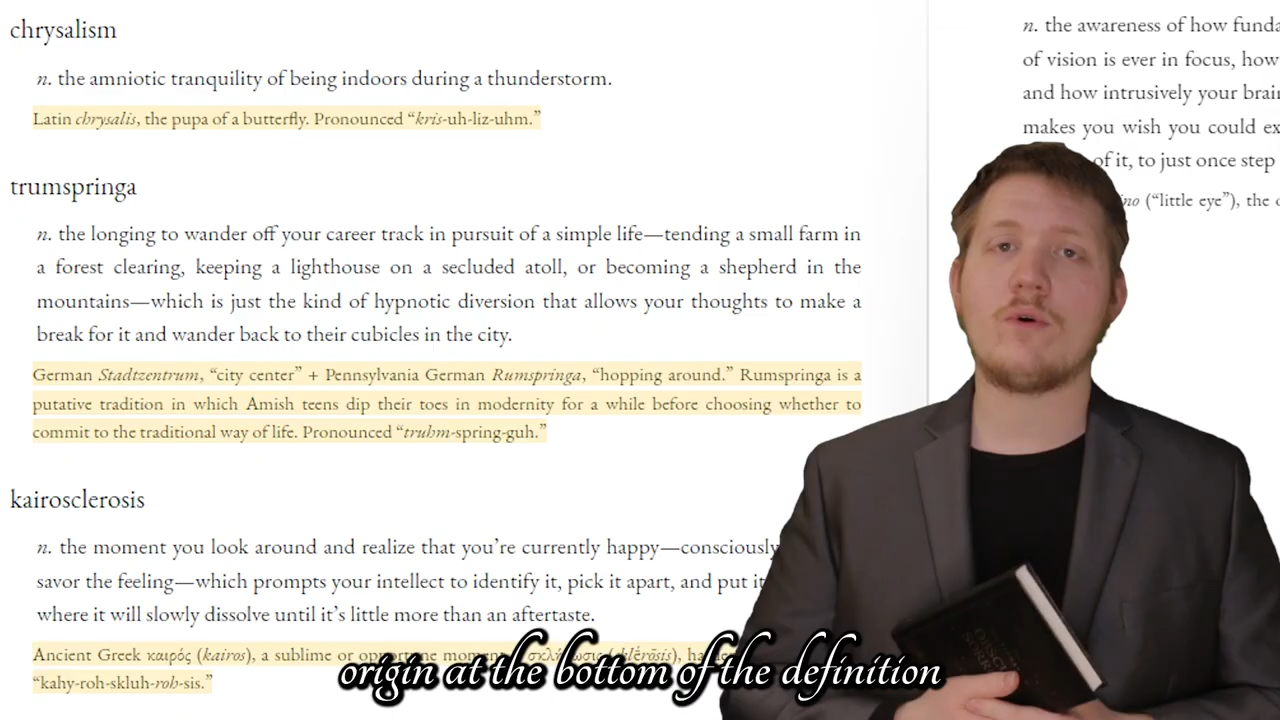 chrysalism
n. the amniotic tranquility of being indoors during a thunderstorm.
Latin chrysalis, the pupa of a butterfly. Pronounced “kris-uh-liz-uhm.”
trumspringa
n. the longing to wander off your career track in pursuit of a simple life—tending a small farm in
a forest clearing, keeping a lighthouse on a secluded atoll, or becoming a shepherd in the
mountains—which is just the kind of hypnotic diversion that allows your thoughts to make a
break for it and wander back to their cubicles in the city.
German Stadtzentrum, “city center” + Pennsylvania German Rumspringa, “hopping around.” Rumspringa is a
putative tradition in which Amish teens dip their toes in modernity for a while before choosing whether to
commit to the traditional way of life. Pronounced “truhm-spring-guh.”
kairosclerosis
n. the moment you look around and realize that you’re currently happy—consciously
savor the feeling—which prompts your intellect to identify it, pick it apart, and put it
where it will slowly dissolve until it’s little more than an aftertaste.
Ancient Greek καιρός (kairos), a sublime or opportune moment
“kahy-roh-skluh-roh-sis.”
n. the awareness of how
of vision is ever in focus, how
and how intrusively your
makes you wish you could
of it, to just once step
(“little eye”), the
origin at the bottom of the definition